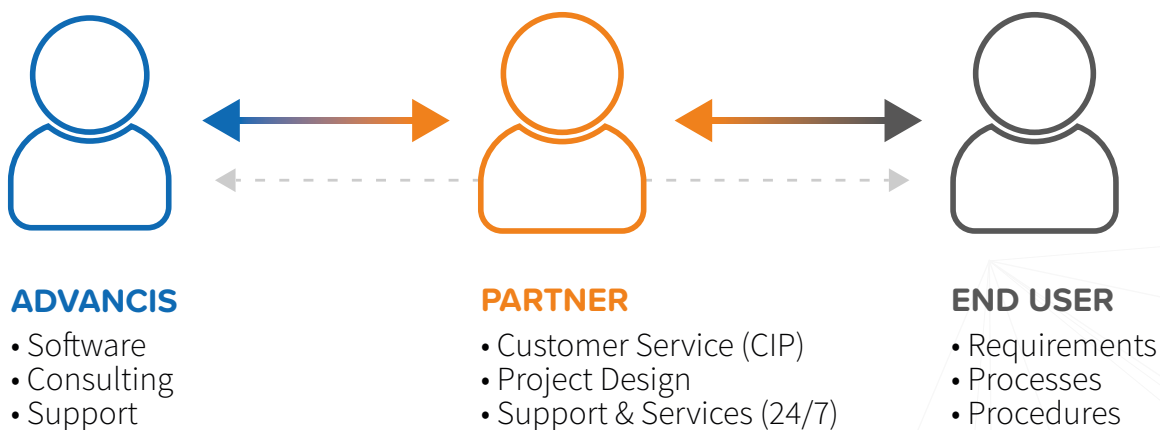 ADVANCIS
• Software
• Consulting
• Support
PARTNER
• Customer Service (CIP)
• Project Design
• Support & Services (24/7)
END USER
• Requirements
• Processes
• Procedures